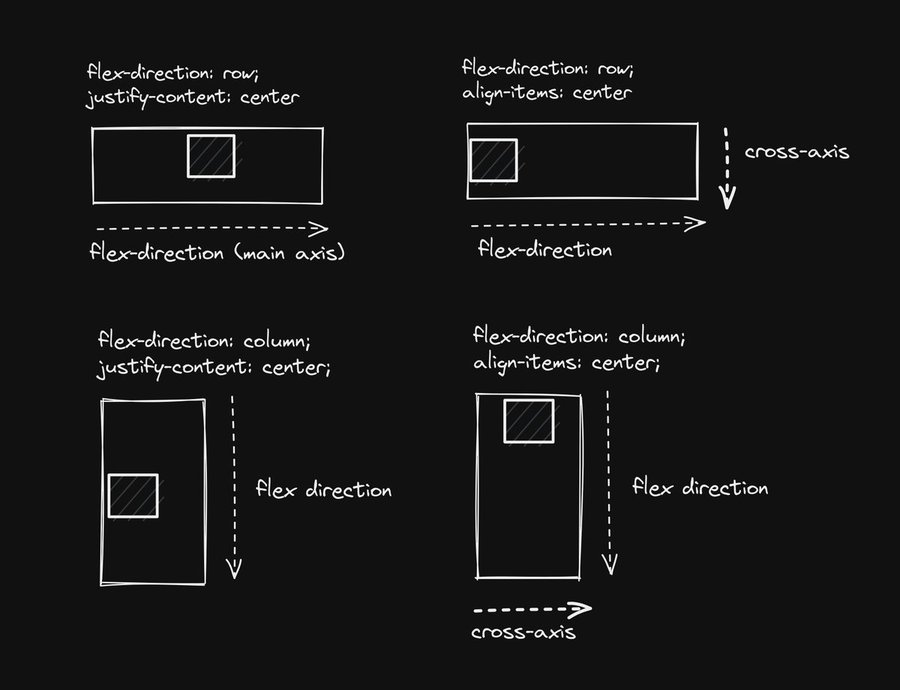 flex-direction: row;
justify-content: center
flex-direction (main axis)
flex-direction: row;
align-items: center
cross-axis
flex-direction
flex-direction: column;
justify-content: center;
flex direction
flex-direction: column;
align-items: center;
flex direction
cross-axis